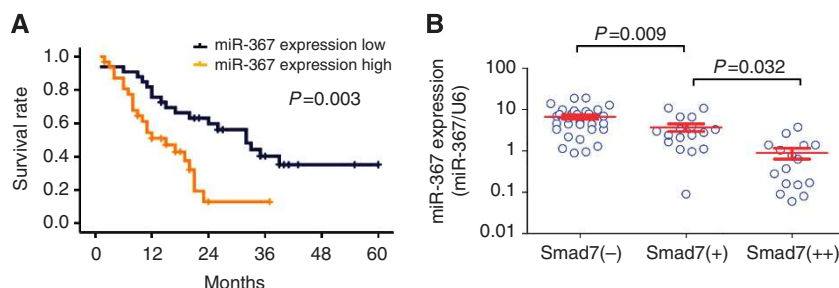 A
miR-367 expression low
miR-367 expression high
P=0.003
Survival rate
1.0
0.8
0.6
0.4
0.2
0.0
0 12 24 36 48 60
Months
B
P=0.009
P=0.032
miR-367 expression
(miR-367/U6)
100
10
1
0.1
0.01
Smad7(–) Smad7(+) Smad7(++)